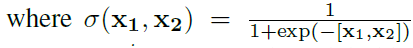 where σ(x₁, x₂) = 1 / (1+exp(−[x₁,x₂]))